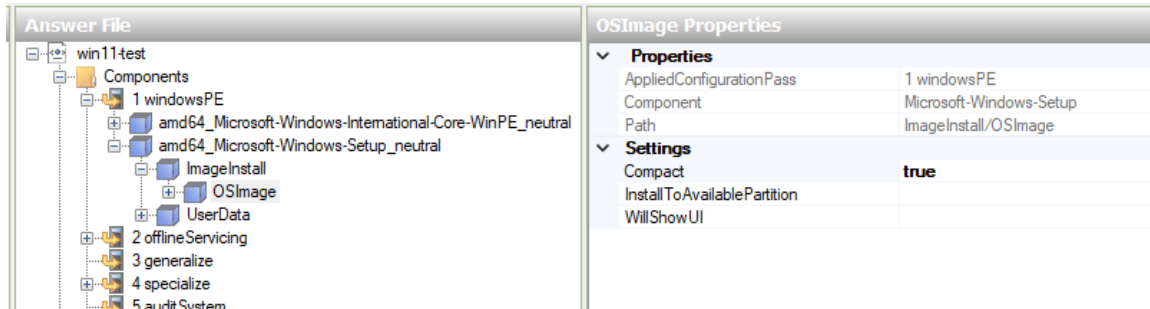 Answer File
win11-test
Components
1 windowsPE
amd64_Microsoft-Windows-International-Core-WinPE_neutral
amd64_Microsoft-Windows-Setup_neutral
ImageInstall
OSImage
UserData
2 offlineServicing
3 generalize
4 specialize
5 auditSystem
OSImage Properties
Properties
AppliedConfigurationPass 1 windowsPE
Component Microsoft-Windows-Setup
Path ImageInstall/OSImage
Settings
Compact true
InstallToAvailablePartition
WillShowUI